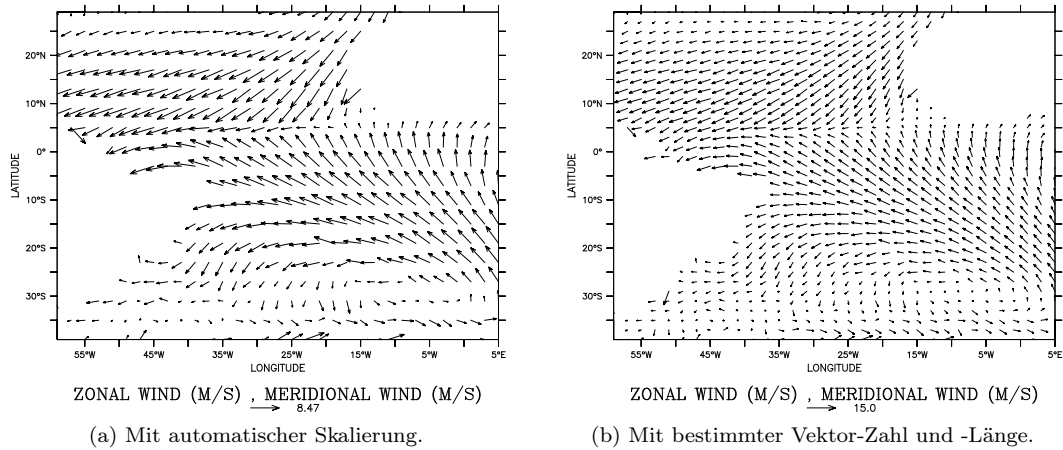 20°N
10°N
0°
10°S
20°S
30°S
LATITUDE
55°W 45°W 35°W 25°W 15°W 5°W 5°E
LONGITUDE
ZONAL WIND (M/S) , MERIDIONAL WIND (M/S)
8.47
(a) Mit automatischer Skalierung.
20°N
10°N
0°
10°S
20°S
30°S
LATITUDE
55°W 45°W 35°W 25°W 15°W 5°W 5°E
LONGITUDE
ZONAL WIND (M/S) , MERIDIONAL WIND (M/S)
15.0
(b) Mit bestimmter Vektor-Zahl und -Länge.